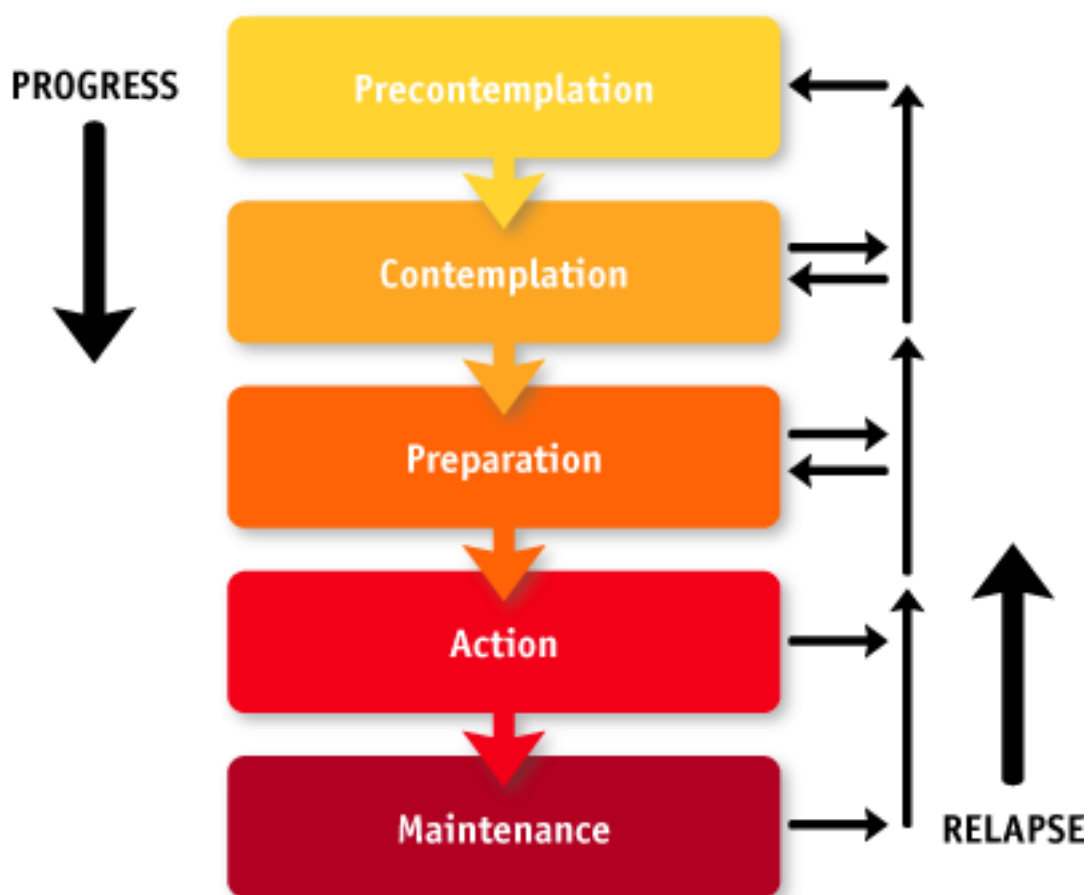 PROGRESS
Precontemplation
Contemplation
Preparation
Action
Maintenance
RELAPSE